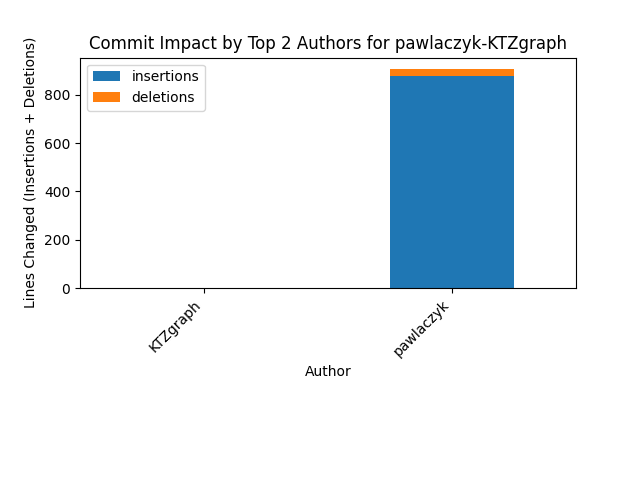 Commit Impact by Top 2 Authors for pawlaczyk-KTZgraph
Lines Changed (Insertions + Deletions)
insertions
deletions
800
600
400
200
0
KTZgraph
pawlaczyk
Author